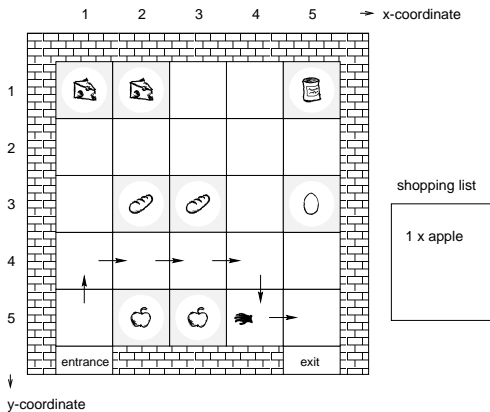 1 2 3 4 5 x-coordinate
1
2
3
shopping list
1 x apple
4
5
entrance exit
y-coordinate